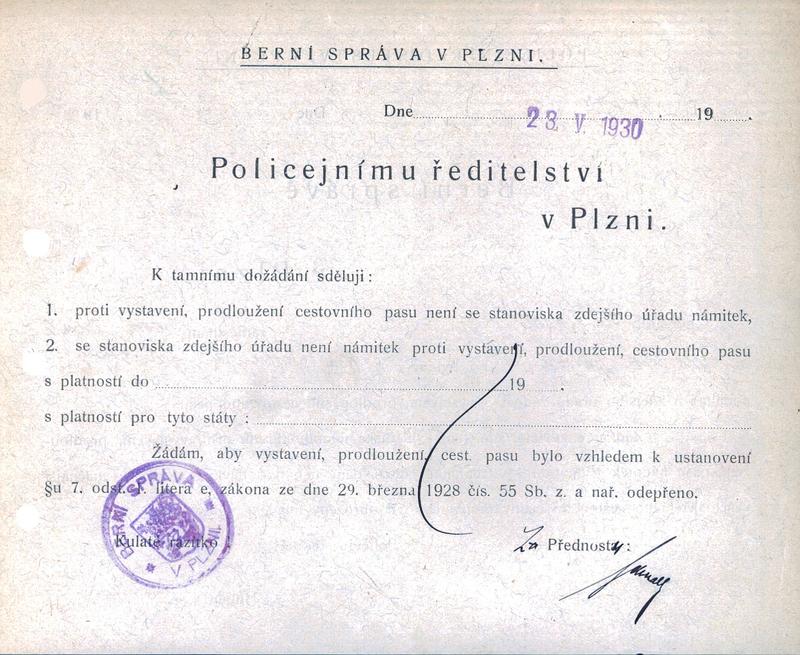 BERNÍ SPRÁVA V PLZNI.
Dne 23. V. 1930 . 19 .
Policejnímu ředitelství
v Plzni.
K tamnímu dožádání sděluji:
1. proti vystavení, prodloužení cestovního pasu není se stanoviska zdejšího úřadu námitek,
2. se stanoviska zdejšího úřadu není námitek proti vystavení, prodloužení, cestovního pasu
s platností do 19 .
s platností pro tyto státy :
Žádám, aby vystavení, prodloužení, cest. pasu bylo vzhledem k ustanovení
§u 7. odst. litera e, zákona ze dne 29. března 1928 čís. 55 Sb. z. a nař. odepřeno.
BERNÍ SPRÁVA
V PLZNI.
Kulaté razítko
Za Přednosty: